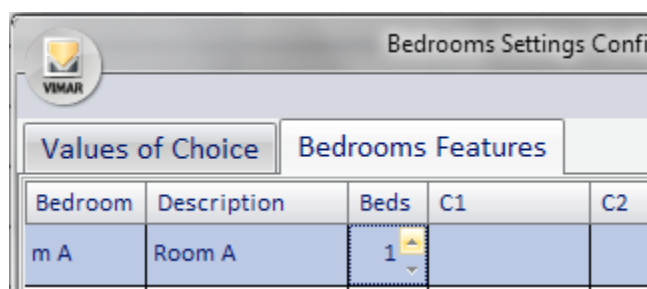 Bedrooms Settings Confi
VIMAR
Values of Choice Bedrooms Features
Bedroom Description Beds C1 C2
m A Room A 1